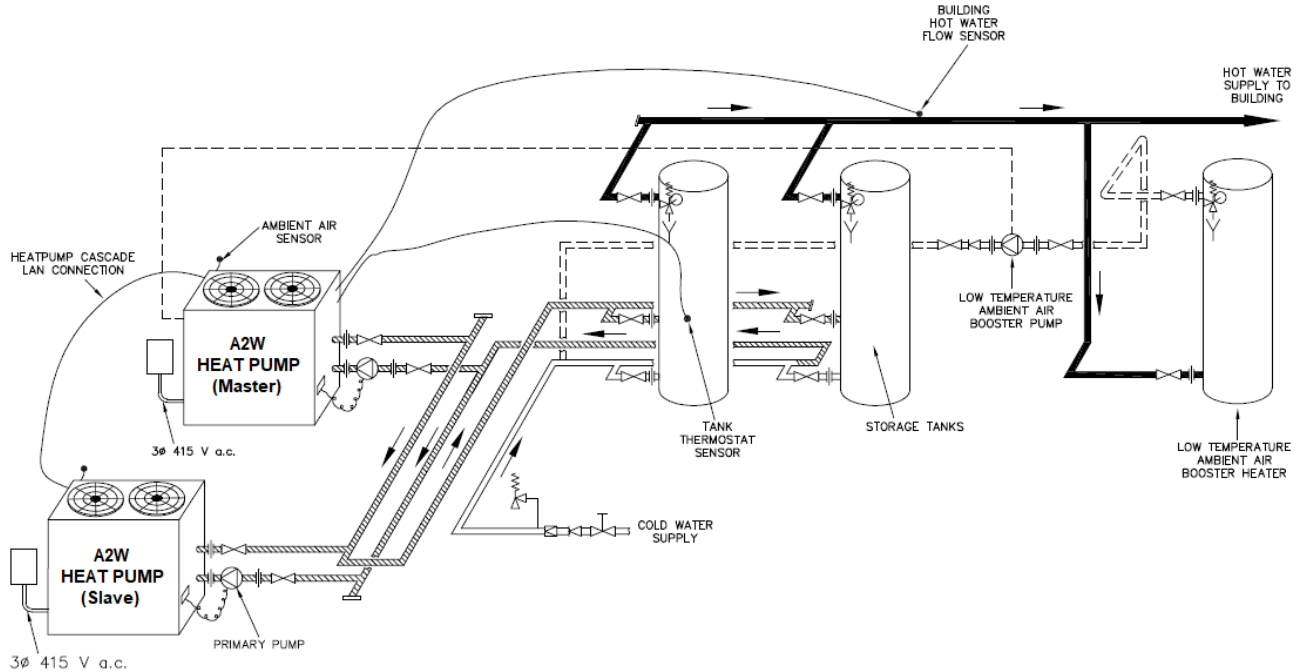 BUILDING
HOT WATER
FLOW SENSOR
HOT WATER
SUPPLY TO
BUILDING
AMBIENT AIR
SENSOR
HEATPUMP CASCADE
LAN CONNECTION
A2W
HEAT PUMP
(Master)
3ø 415 V a.c.
LOW TEMPERATURE
AMBIENT AIR
BOOSTER PUMP
TANK
THERMOSTAT
SENSOR
STORAGE TANKS
LOW TEMPERATURE
AMBIENT AIR
BOOSTER HEATER
COLD WATER
SUPPLY
A2W
HEAT PUMP
(Slave)
PRIMARY PUMP
3ø 415 V a.c.